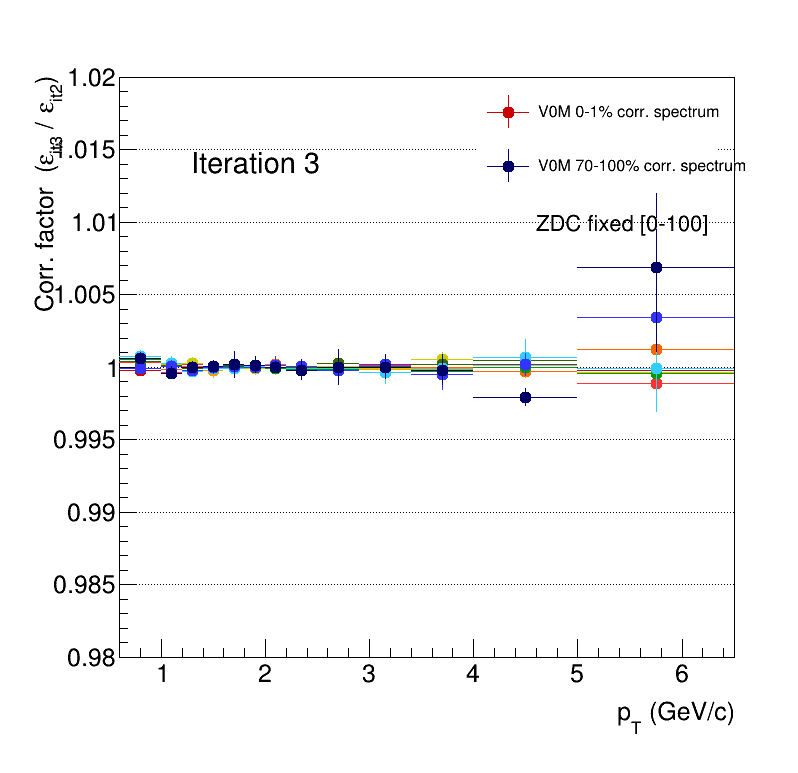 1.02
1.015
1.01
1.005
1
0.995
0.99
0.985
0.98
Corr. factor (ε_it3 / ε_it2)
Iteration 3
V0M 0-1% corr. spectrum
V0M 70-100% corr. spectrum
ZDC fixed [0-100]
1 2 3 4 5 6
p_T (GeV/c)